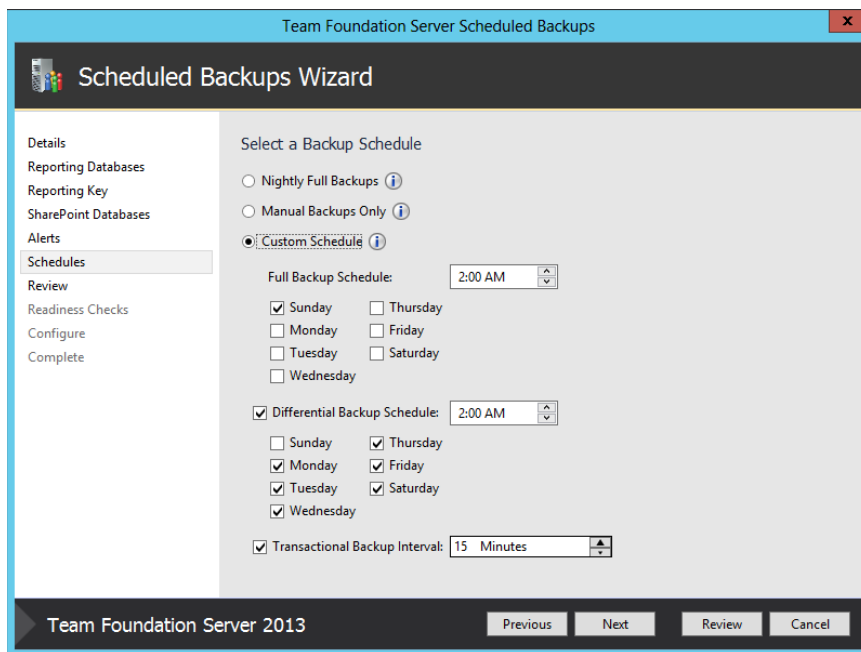 Team Foundation Server Scheduled Backups
x
Scheduled Backups Wizard
Details
Reporting Databases
Reporting Key
SharePoint Databases
Alerts
Schedules
Review
Readiness Checks
Configure
Complete
Select a Backup Schedule
Nightly Full Backups i
Manual Backups Only i
Custom Schedule i
Full Backup Schedule: 2:00 AM
Sunday Thursday
Monday Friday
Tuesday Saturday
Wednesday
Differential Backup Schedule: 2:00 AM
Sunday Thursday
Monday Friday
Tuesday Saturday
Wednesday
Transactional Backup Interval: 15 Minutes
Team Foundation Server 2013
Previous Next Review Cancel